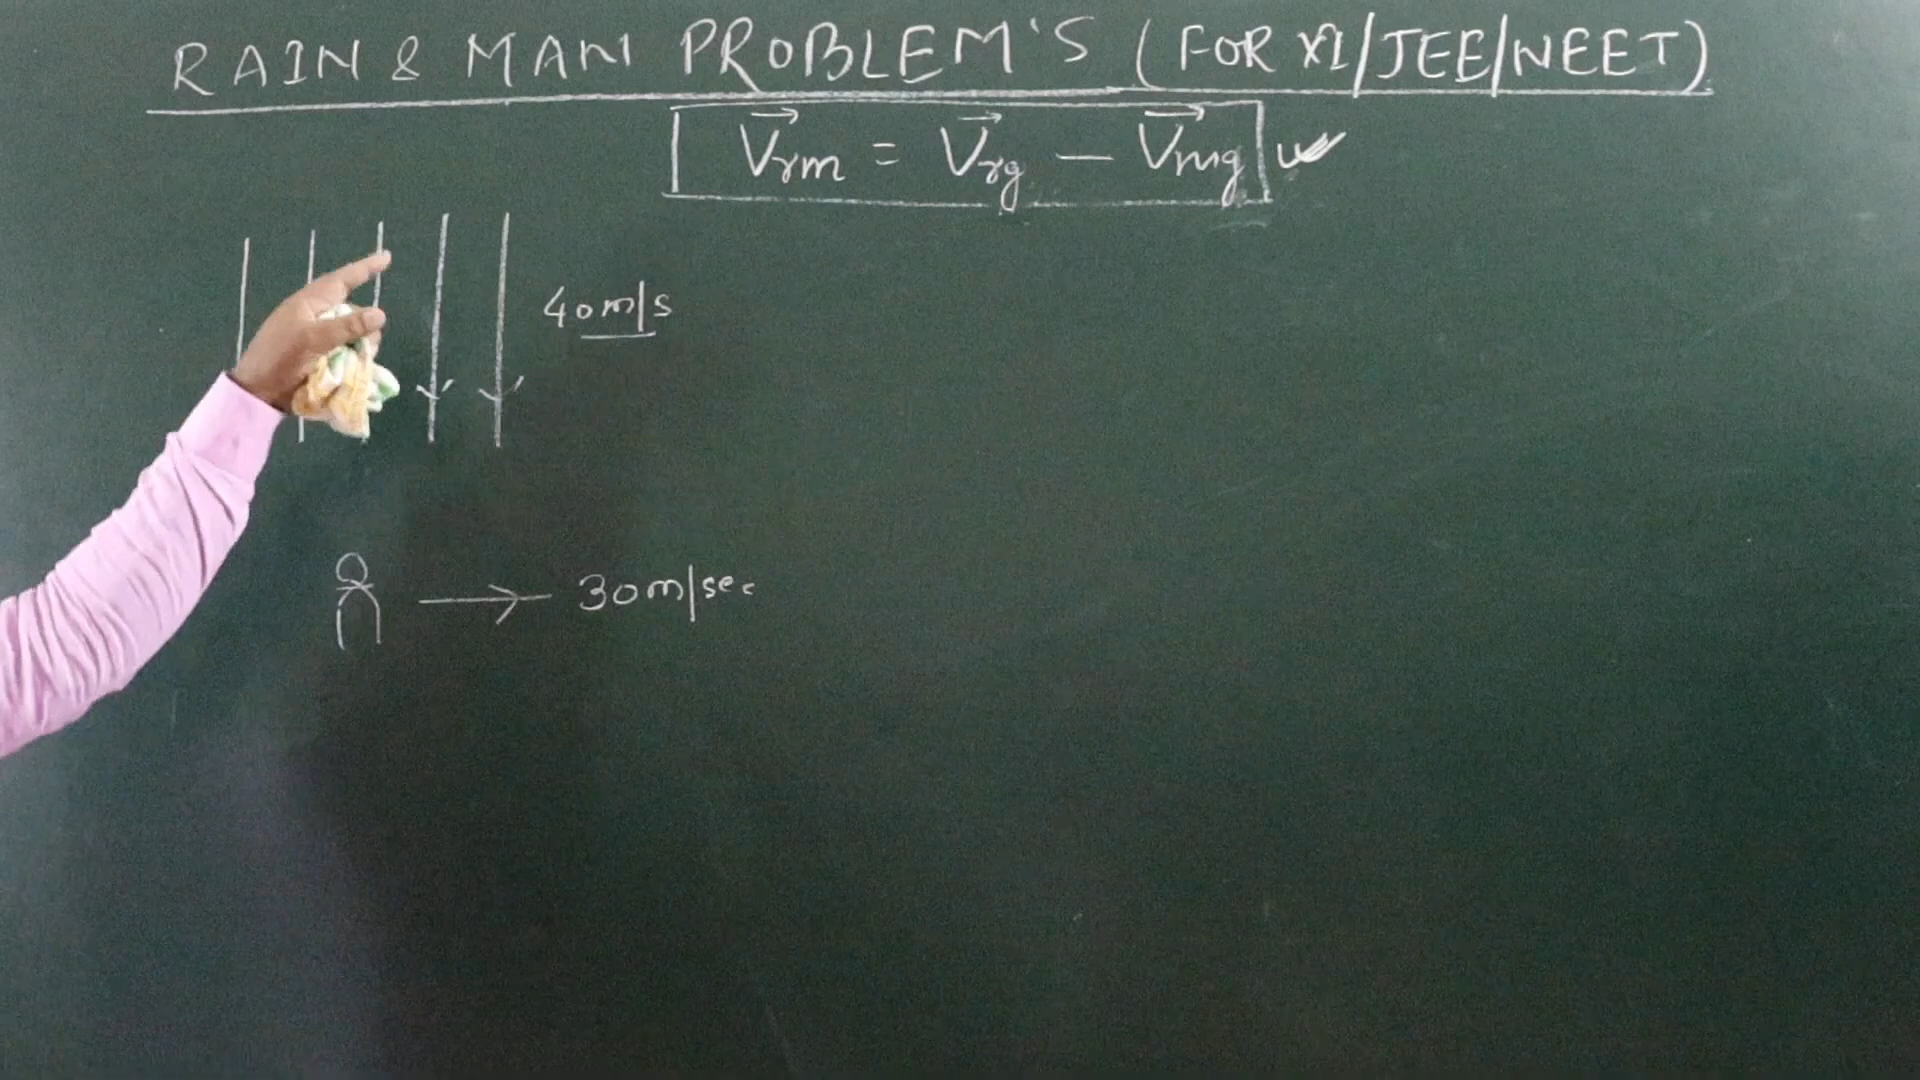 RAIN & MAN PROBLEM'S (FOR XI/JEE/NEET)
Vrm = Vrg - Vmg
40m/s
30m/sec